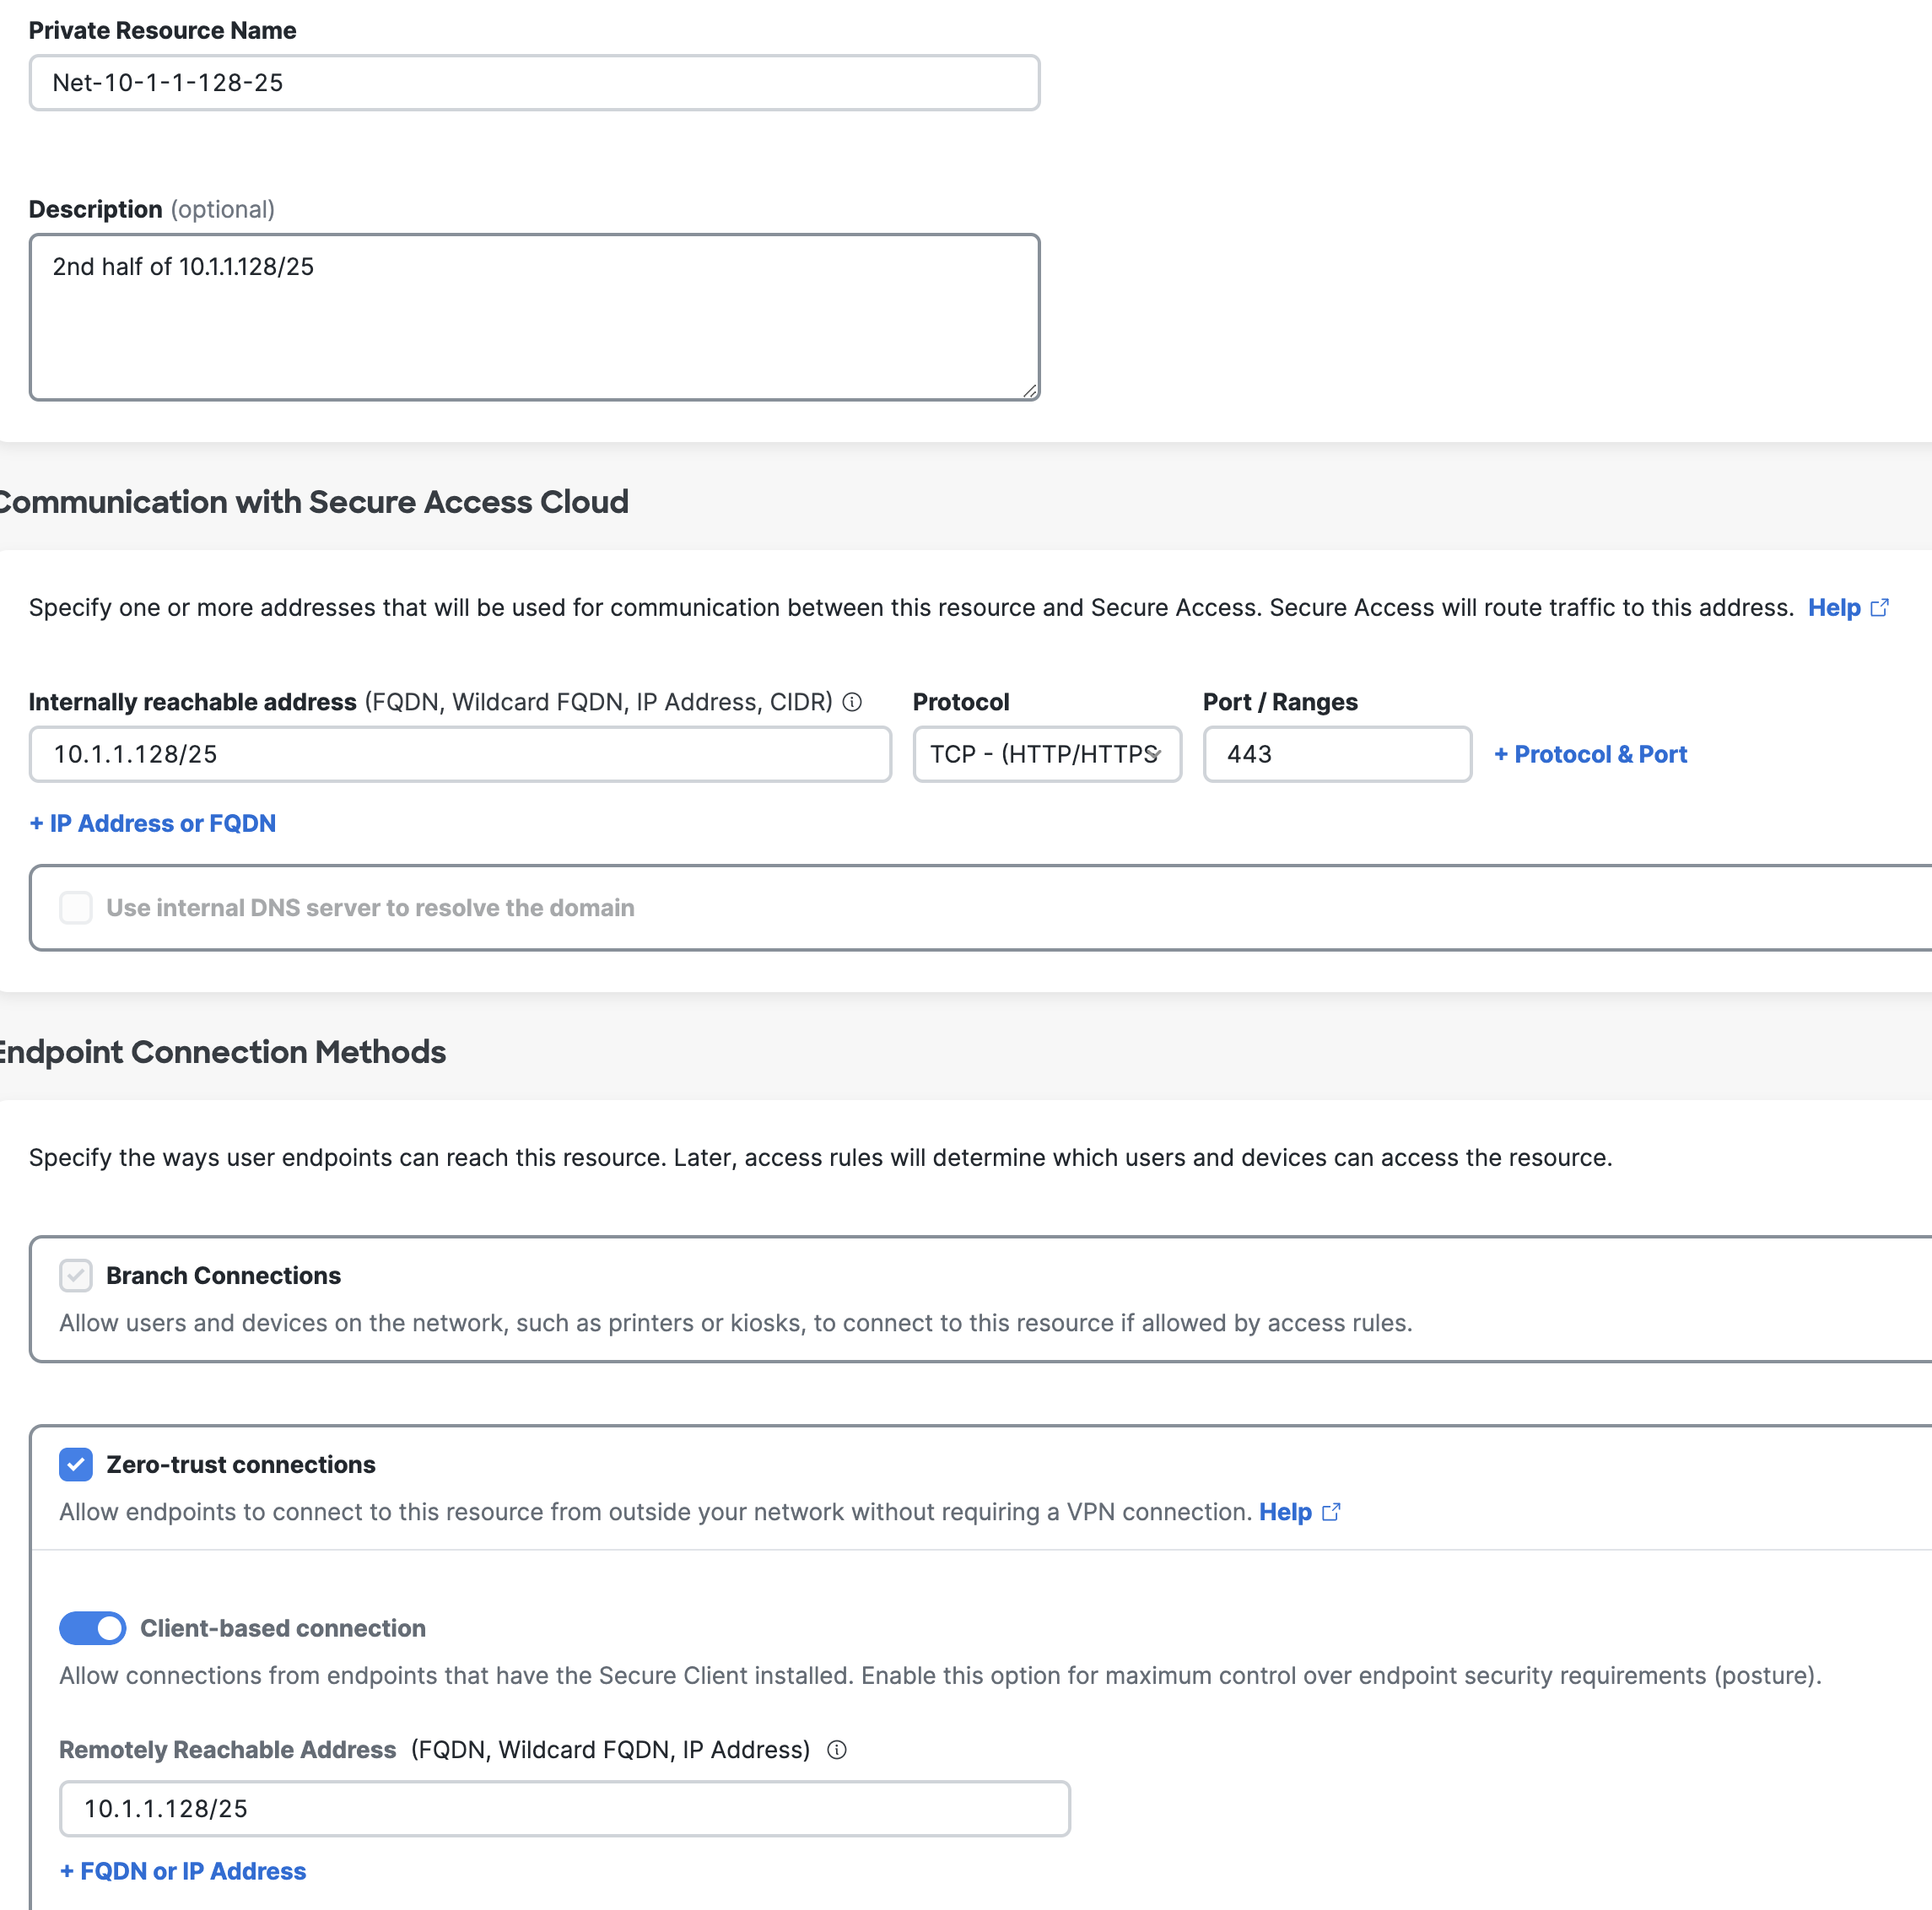 Private Resource Name
Net-10-1-1-128-25
Description (optional)
2nd half of 10.1.1.128/25
Communication with Secure Access Cloud
Specify one or more addresses that will be used for communication between this resource and Secure Access. Secure Access will route traffic to this address. Help
Internally reachable address (FQDN, Wildcard FQDN, IP Address, CIDR) Protocol Port / Ranges
10.1.1.128/25 TCP - (HTTP/HTTPS 443 + Protocol & Port
+ IP Address or FQDN
Use internal DNS server to resolve the domain
Endpoint Connection Methods
Specify the ways user endpoints can reach this resource. Later, access rules will determine which users and devices can access the resource.
Branch Connections
Allow users and devices on the network, such as printers or kiosks, to connect to this resource if allowed by access rules.
Zero-trust connections
Allow endpoints to connect to this resource from outside your network without requiring a VPN connection. Help
Client-based connection
Allow connections from endpoints that have the Secure Client installed. Enable this option for maximum control over endpoint security requirements (posture).
Remotely Reachable Address (FQDN, Wildcard FQDN, IP Address)
10.1.1.128/25
+ FQDN or IP Address